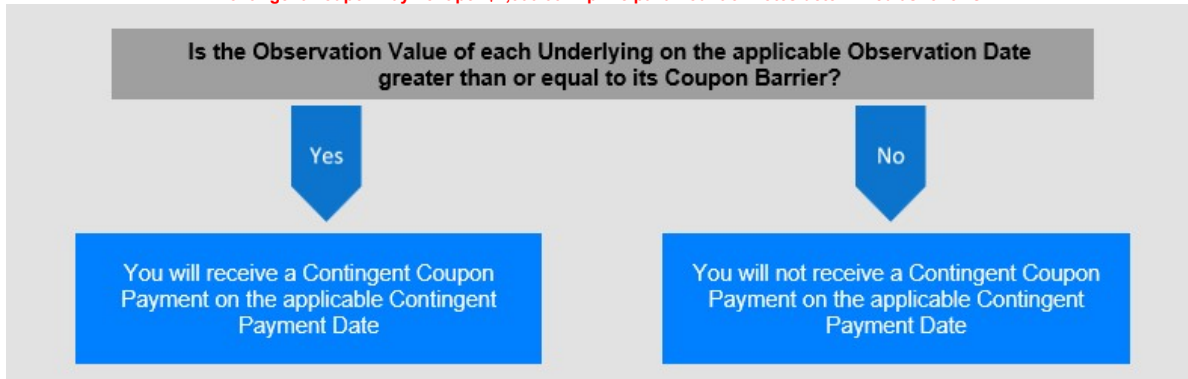 Is the Observation Value of each Underlying on the applicable Observation Date
greater than or equal to its Coupon Barrier?
Yes
No
You will receive a Contingent Coupon
Payment on the applicable Contingent
Payment Date
You will not receive a Contingent Coupon
Payment on the applicable Contingent
Payment Date